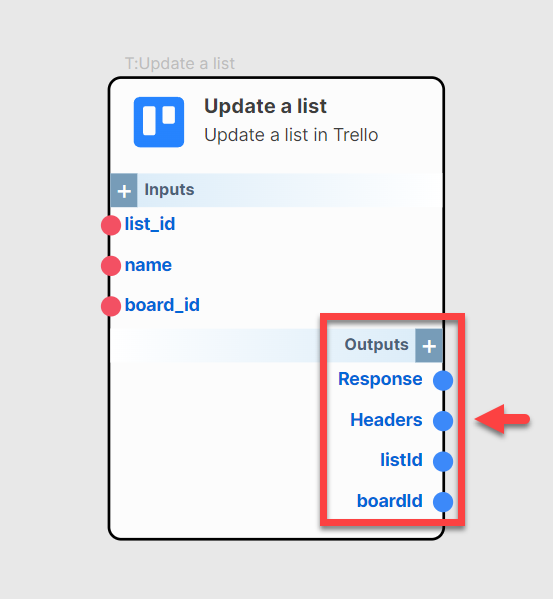 T:Update a list
Update a list
Update a list in Trello
+ Inputs
list_id
name
board_id
Outputs +
Response
Headers
listId
boardId